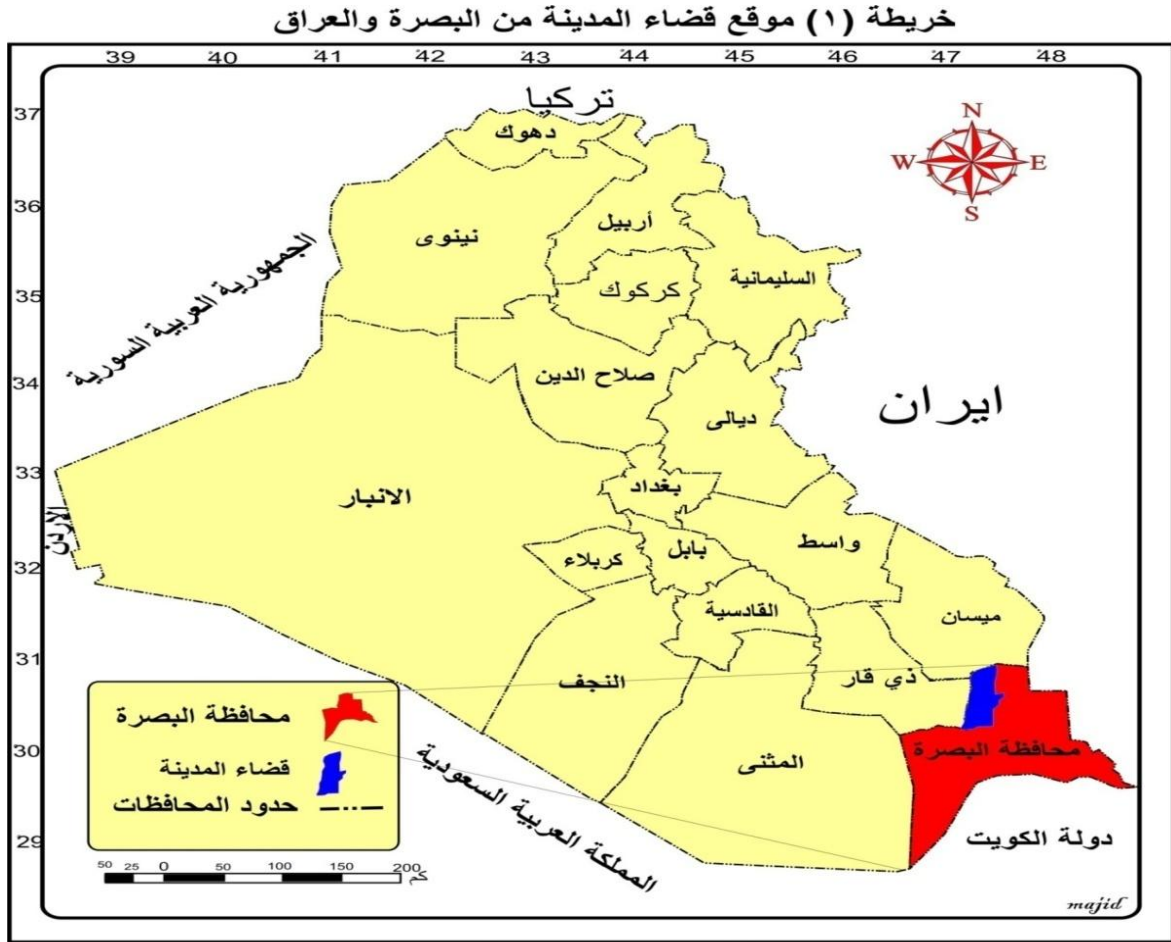 خريطة (١) موقع قضاء المدينة من البصرة والعراق
39 40 41 42 43 44 45 46 47 48
37
36
35
34
33
32
31
30
29
تركيا
N
W E
S
دهوك
نينوى
أربيل
السليمانية
كركوك
الجمهورية العربية السورية
صلاح الدين
ايران
ديالى
الانبار
بغداد
الاردن
واسط
بابل
كربلاء
القادسية
ميسان
ذي قار
النجف
محافظة البصرة
المثنى
المملكة العربية السعودية
دولة الكويت
محافظة البصرة
قضاء المدينة
حدود المحافظات
50 25 0 50 100 150 200
كم
majid